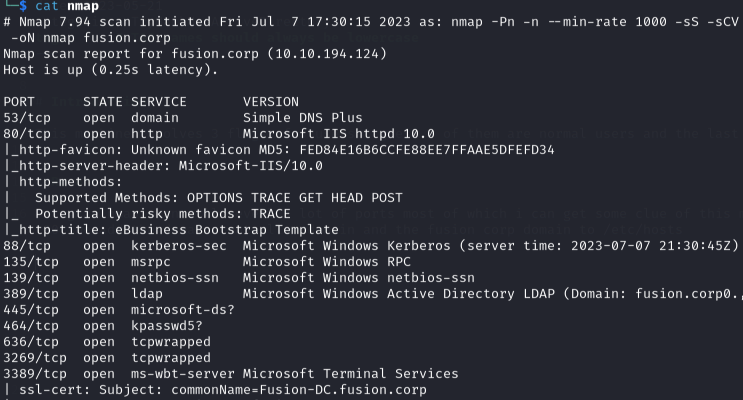 └─$ cat nmap
# Nmap 7.94 scan initiated Fri Jul  7 17:30:15 2023 as: nmap -Pn -n --min-rate 1000 -sS -sCV
 -oN nmap fusion.corp
Nmap scan report for fusion.corp (10.10.194.124)
Host is up (0.25s latency).

PORT     STATE SERVICE       VERSION
53/tcp   open  domain        Simple DNS Plus
80/tcp   open  http          Microsoft IIS httpd 10.0
|_http-favicon: Unknown favicon MD5: FED84E16B6CCFE88EE7FFAAE5DFEFD34
|_http-server-header: Microsoft-IIS/10.0
| http-methods:
|   Supported Methods: OPTIONS TRACE GET HEAD POST
|_  Potentially risky methods: TRACE
|_http-title: eBusiness Bootstrap Template
88/tcp   open  kerberos-sec  Microsoft Windows Kerberos (server time: 2023-07-07 21:30:45Z)
135/tcp  open  msrpc         Microsoft Windows RPC
139/tcp  open  netbios-ssn   Microsoft Windows netbios-ssn
389/tcp  open  ldap          Microsoft Windows Active Directory LDAP (Domain: fusion.corp0.,
445/tcp  open  microsoft-ds?
464/tcp  open  kpasswd5?
636/tcp  open  tcpwrapped
3269/tcp open  tcpwrapped
3389/tcp open  ms-wbt-server Microsoft Terminal Services
| ssl-cert: Subject: commonName=Fusion-DC.fusion.corp